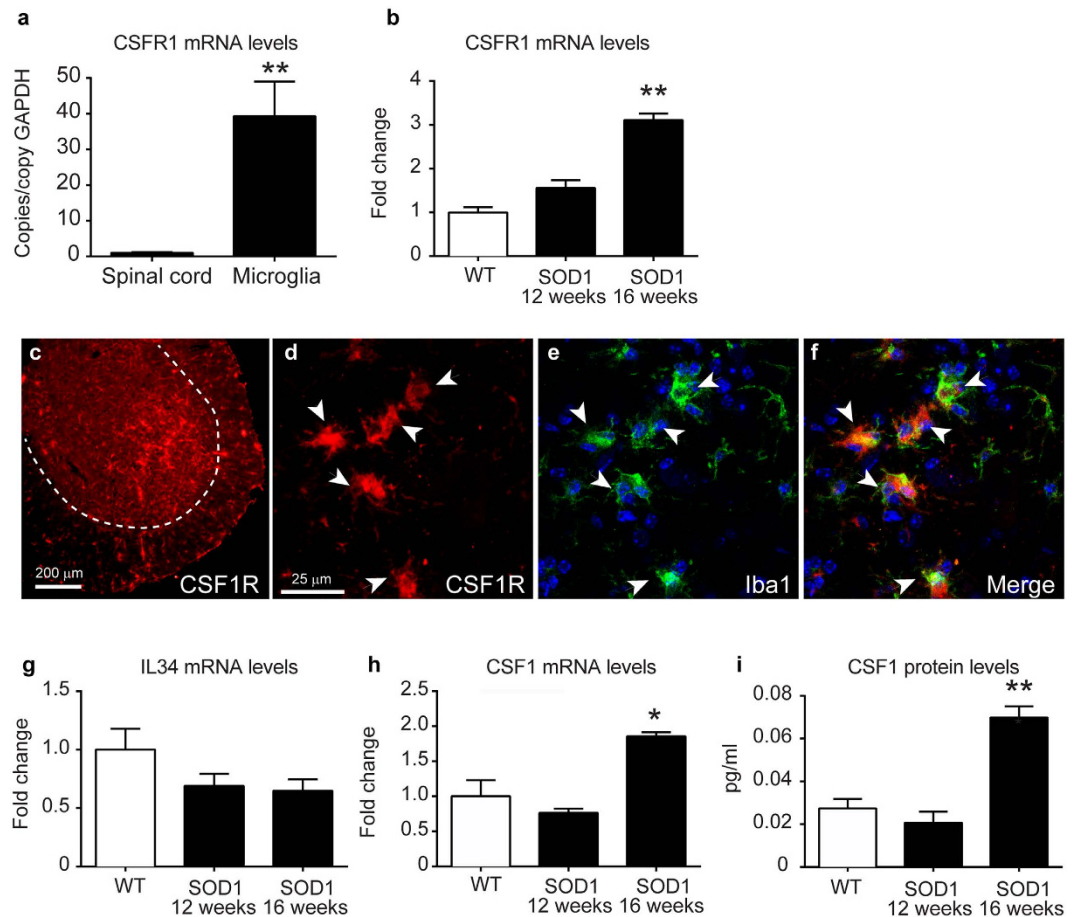 a
CSFR1 mRNA levels
Copies/copy GAPDH
50
40
30
20
10
0
**
Spinal cord
Microglia
b
CSFR1 mRNA levels
Fold change
4
3
2
1
0
**
WT
SOD1
12 weeks
SOD1
16 weeks
c
200 μm
CSF1R
d
25 μm
CSF1R
e
Iba1
f
Merge
g
IL34 mRNA levels
Fold change
1.5
1.0
0.5
0
WT
SOD1
12 weeks
SOD1
16 weeks
h
CSF1 mRNA levels
Fold change
2.5
2.0
1.5
1.0
0.5
0
*
WT
SOD1
12 weeks
SOD1
16 weeks
i
CSF1 protein levels
pg/ml
0.08
0.06
0.04
0.02
0
**
WT
SOD1
12 weeks
SOD1
16 weeks